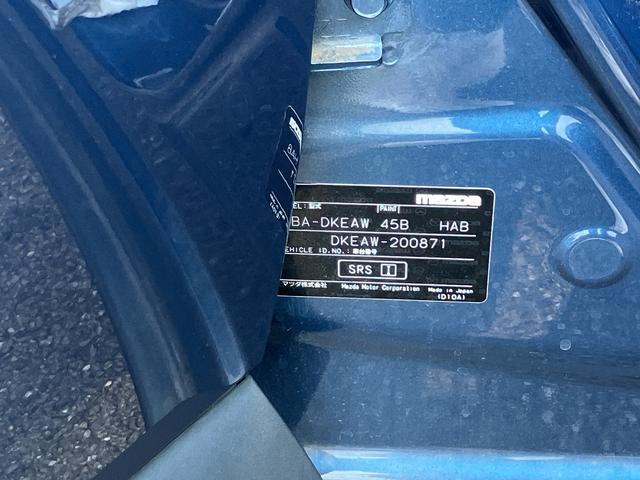 mazda
EL:型式 PAINT
BA-DKEAW 45B HAB
DKEAW-200871
VEHICLE ID.NO.:車台番号
SRS
マツダ株式会社 Mazda Motor Corporation Made in Japan
(D10A)